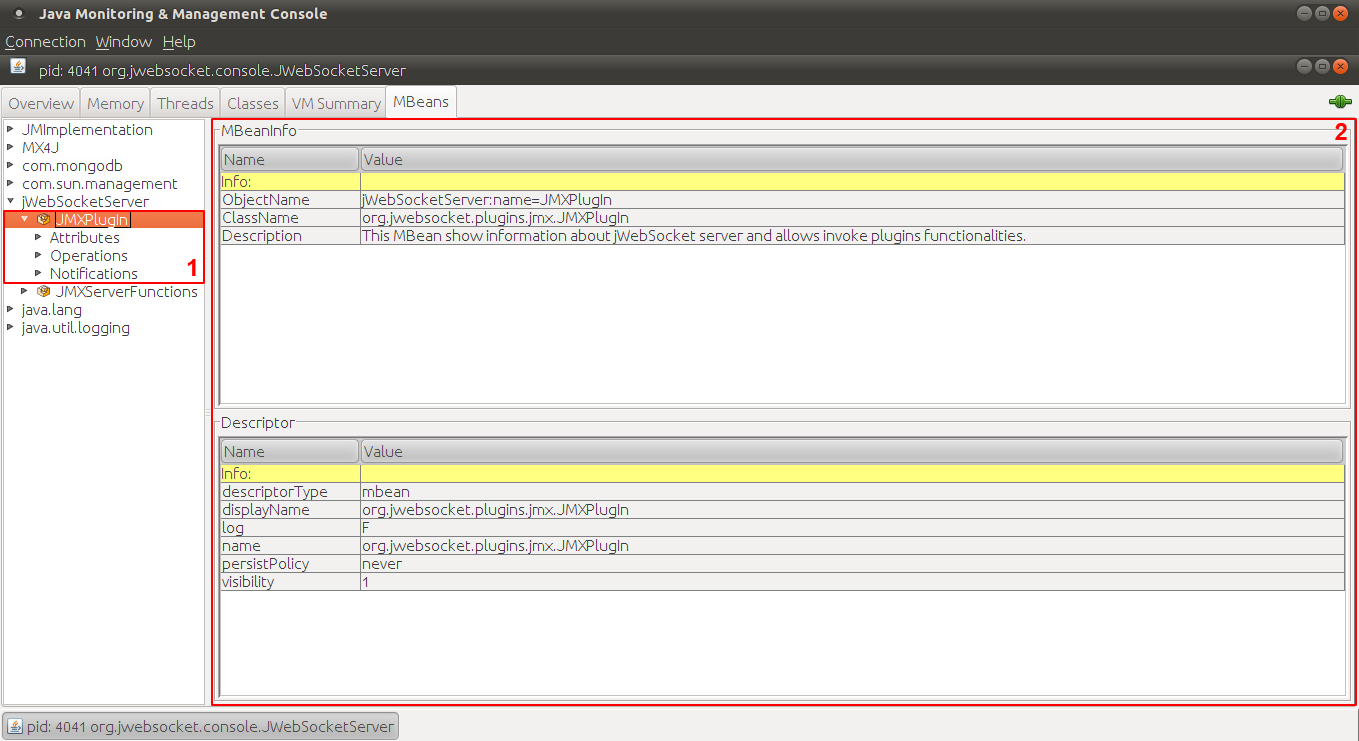 Java Monitoring & Management Console
Connection Window Help
pid: 4041 org.jwebsocket.console.JWebSocketServer
Overview Memory Threads Classes VM Summary MBeans
JMImplementation
MX4J
com.mongodb
com.sun.management
jWebSocketServer
JMXPlugIn
Attributes
Operations
Notifications
1
JMXServerFunctions
java.lang
java.util.logging
2
MBeanInfo
Name Value
Info:
ObjectName jWebSocketServer:name=JMXPlugIn
ClassName org.jwebsocket.plugins.jmx.JMXPlugIn
Description This MBean show information about jWebSocket server and allows invoke plugins functionalities.
Descriptor
Name Value
Info:
descriptorType mbean
displayName org.jwebsocket.plugins.jmx.JMXPlugIn
log F
name org.jwebsocket.plugins.jmx.JMXPlugIn
persistPolicy never
visibility 1
pid: 4041 org.jwebsocket.console.JWebSocketServer